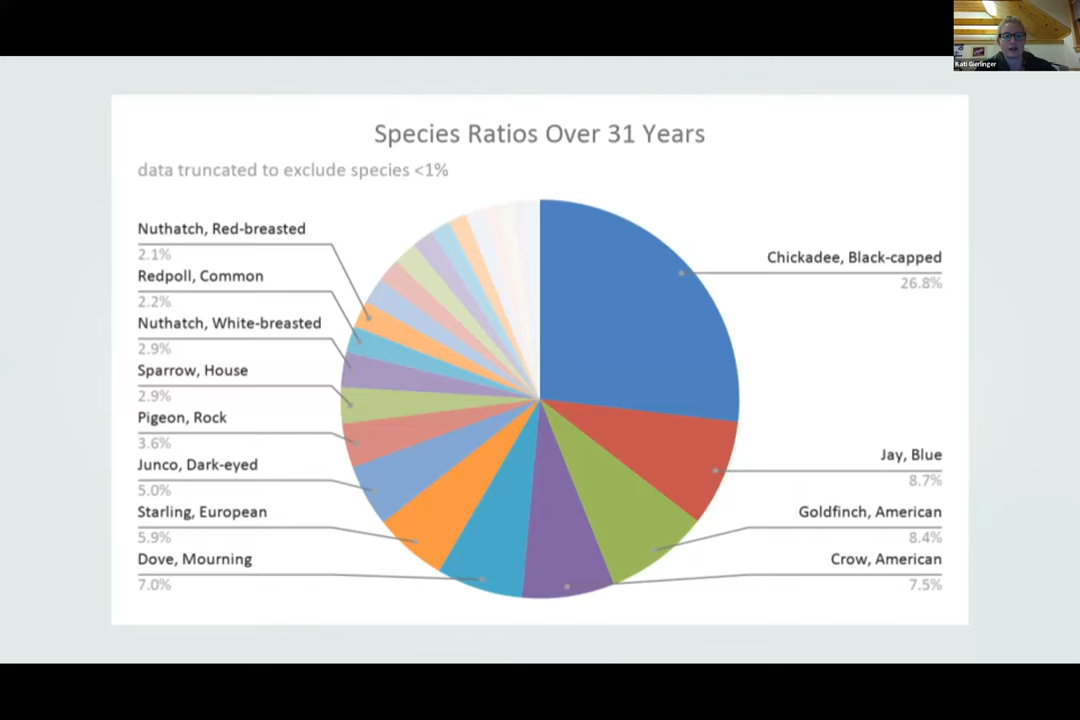 Kati Gieringer
Species Ratios Over 31 Years
data truncated to exclude species <1%
Nuthatch, Red-breasted
2.1%
Redpoll, Common
2.2%
Nuthatch, White-breasted
2.9%
Sparrow, House
2.9%
Pigeon, Rock
3.6%
Junco, Dark-eyed
5.0%
Starling, European
5.9%
Dove, Mourning
7.0%
Chickadee, Black-capped
26.8%
Jay, Blue
8.7%
Goldfinch, American
8.4%
Crow, American
7.5%